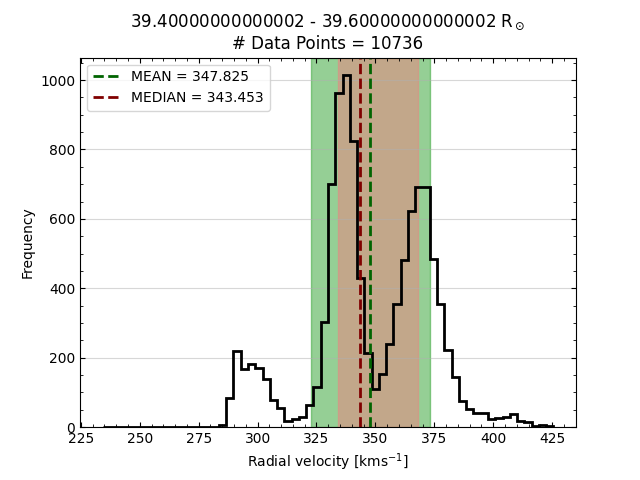 39.40000000000002 - 39.60000000000002 R⊙
# Data Points = 10736
MEAN = 347.825
MEDIAN = 343.453
1000
800
600
400
200
0
Frequency
225 250 275 300 325 350 375 400 425
Radial velocity [kms⁻¹]